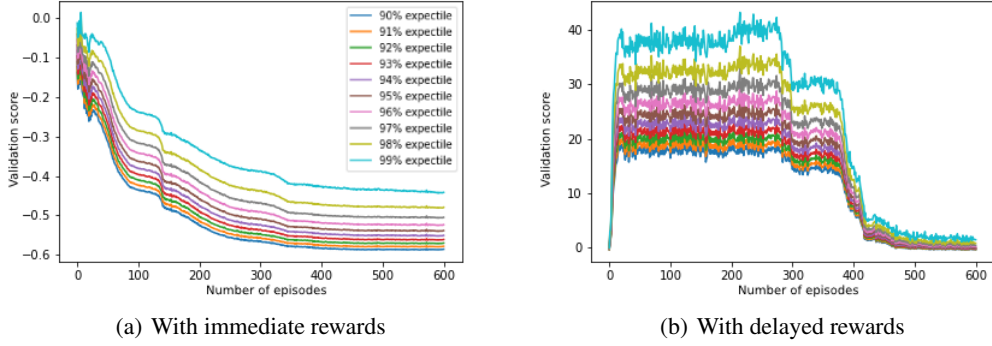 0.0
−0.1
−0.2
−0.3
−0.4
−0.5
−0.6
Validation score
0 100 200 300 400 500 600
Number of episodes
90% expectile
91% expectile
92% expectile
93% expectile
94% expectile
95% expectile
96% expectile
97% expectile
98% expectile
99% expectile
(a) With immediate rewards
40
30
20
10
0
Validation score
0 100 200 300 400 500 600
Number of episodes
(b) With delayed rewards